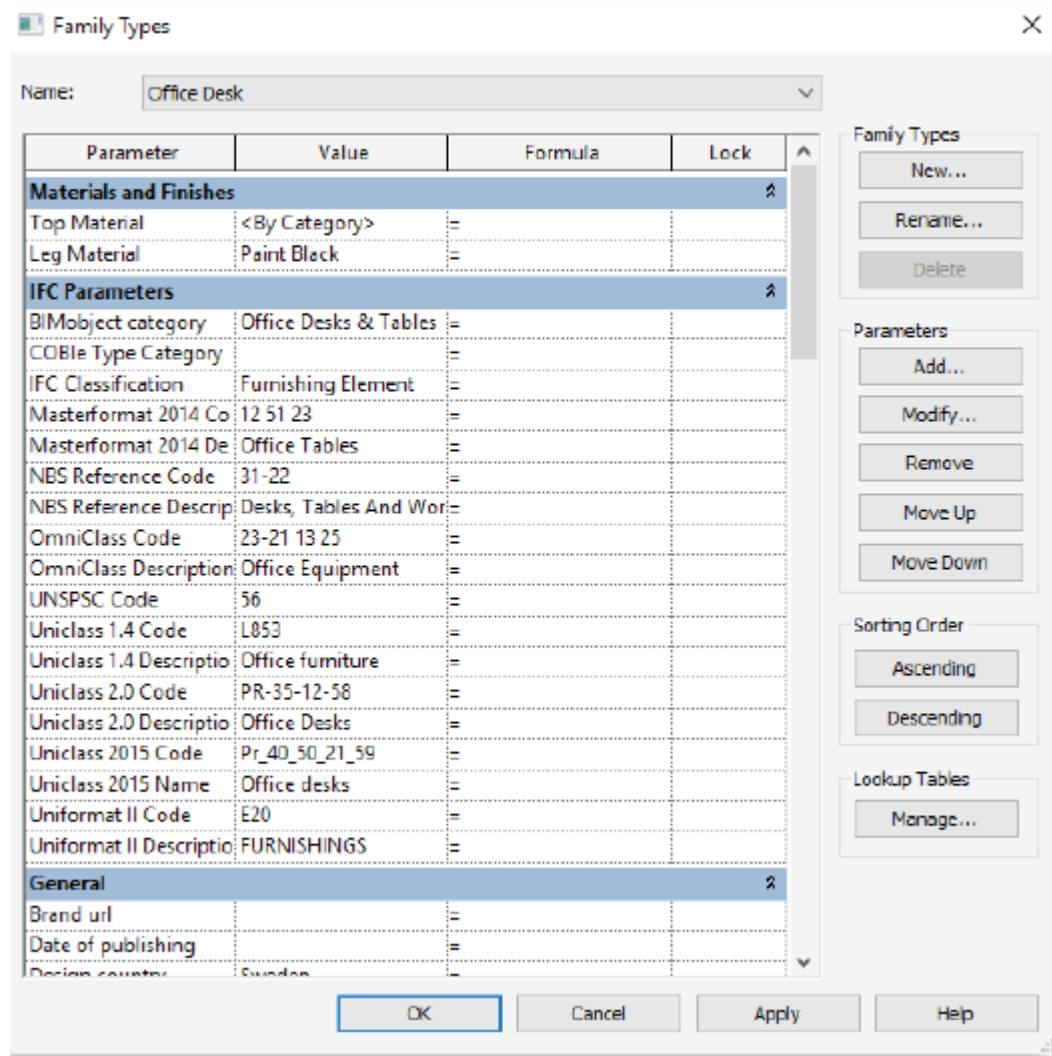 Family Types
Name: Office Desk
Parameter Value Formula Lock
Materials and Finishes
Top Material <By Category> =
Leg Material Paint Black =
IFC Parameters
BIMobject category Office Desks & Tables =
COBIe Type Category =
IFC Classification Furnishing Element =
Masterformat 2014 Co 12 51 23 =
Masterformat 2014 De Office Tables =
NBS Reference Code 31-22 =
NBS Reference Descrip Desks, Tables And Wor =
OmniClass Code 23-21 13 25 =
OmniClass Description Office Equipment =
UNSPSC Code 56 =
Uniclass 1.4 Code L853 =
Uniclass 1.4 Descriptio Office furniture =
Uniclass 2.0 Code PR-35-12-58 =
Uniclass 2.0 Descriptio Office Desks =
Uniclass 2015 Code Pr_40_50_21_59 =
Uniclass 2015 Name Office desks =
Uniformat II Code E20 =
Uniformat II Descriptio FURNISHINGS =
General
Brand url =
Date of publishing =
Design country Sweden =
Family Types
New...
Rename...
Delete
Parameters
Add...
Modify...
Remove
Move Up
Move Down
Sorting Order
Ascending
Descending
Lookup Tables
Manage...
OK Cancel Apply Help